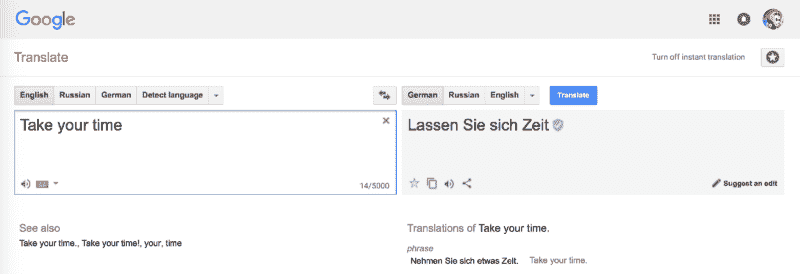 Google
Translate
Turn off instant translation
English Russian German Detect language
German Russian English Translate
Take your time
14/5000
Lassen Sie sich Zeit
Suggest an edit
See also
Take your time., Take your time!, your, time
Translations of Take your time.
phrase
Nehmen Sie sich etwas Zeit. Take your time.